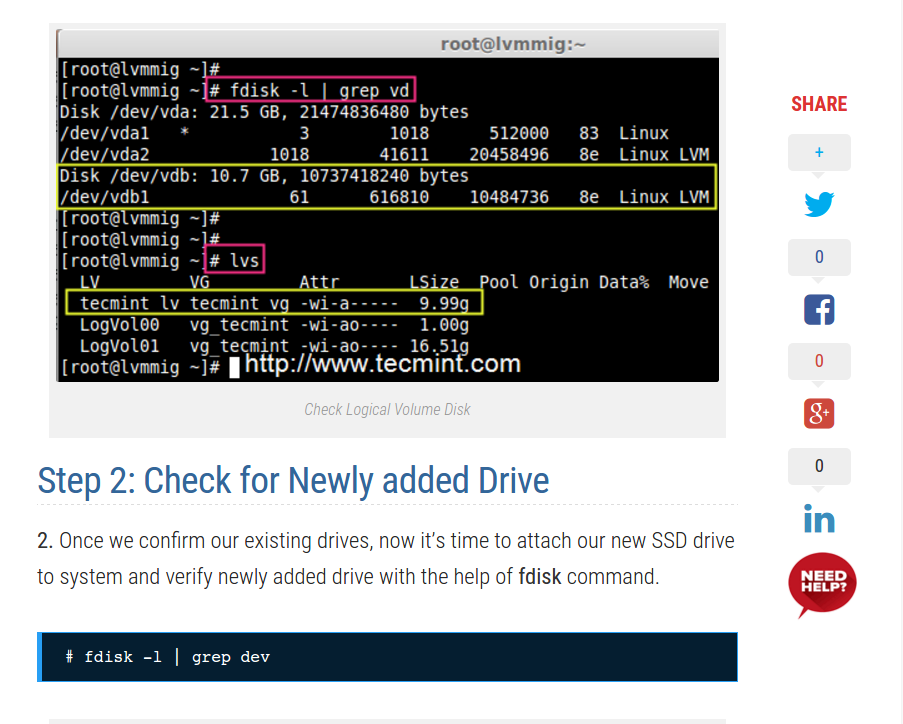 root@lvmmig:~
[root@lvmmig ~]#
[root@lvmmig ~]# fdisk -l | grep vd
Disk /dev/vda: 21.5 GB, 21474836480 bytes
/dev/vda1 * 3 1018 512000 83 Linux
/dev/vda2 1018 41611 20458496 8e Linux LVM
Disk /dev/vdb: 10.7 GB, 10737418240 bytes
/dev/vdb1 61 616810 10484736 8e Linux LVM
[root@lvmmig ~]#
[root@lvmmig ~]#
[root@lvmmig ~]# lvs
LV VG Attr LSize Pool Origin Data% Move
tecmint_lv tecmint_vg -wi-a----- 9.99g
LogVol00 vg_tecmint -wi-ao---- 1.00g
LogVol01 vg_tecmint -wi-ao---- 16.51g
[root@lvmmig ~]# http://www.tecmint.com
Check Logical Volume Disk
Step 2: Check for Newly added Drive
2. Once we confirm our existing drives, now it's time to attach our new SSD drive
to system and verify newly added drive with the help of fdisk command.
# fdisk -l | grep dev
SHARE
+
0
0
g+
0
in
NEED
HELP?